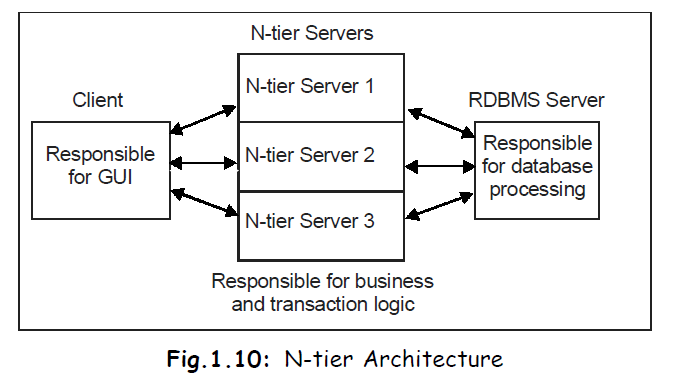 N-tier Servers
Client
N-tier Server 1
RDBMS Server
Responsible
for GUI
N-tier Server 2
Responsible
for database
processing
N-tier Server 3
Responsible for business
and transaction logic
Fig.1.10: N-tier Architecture